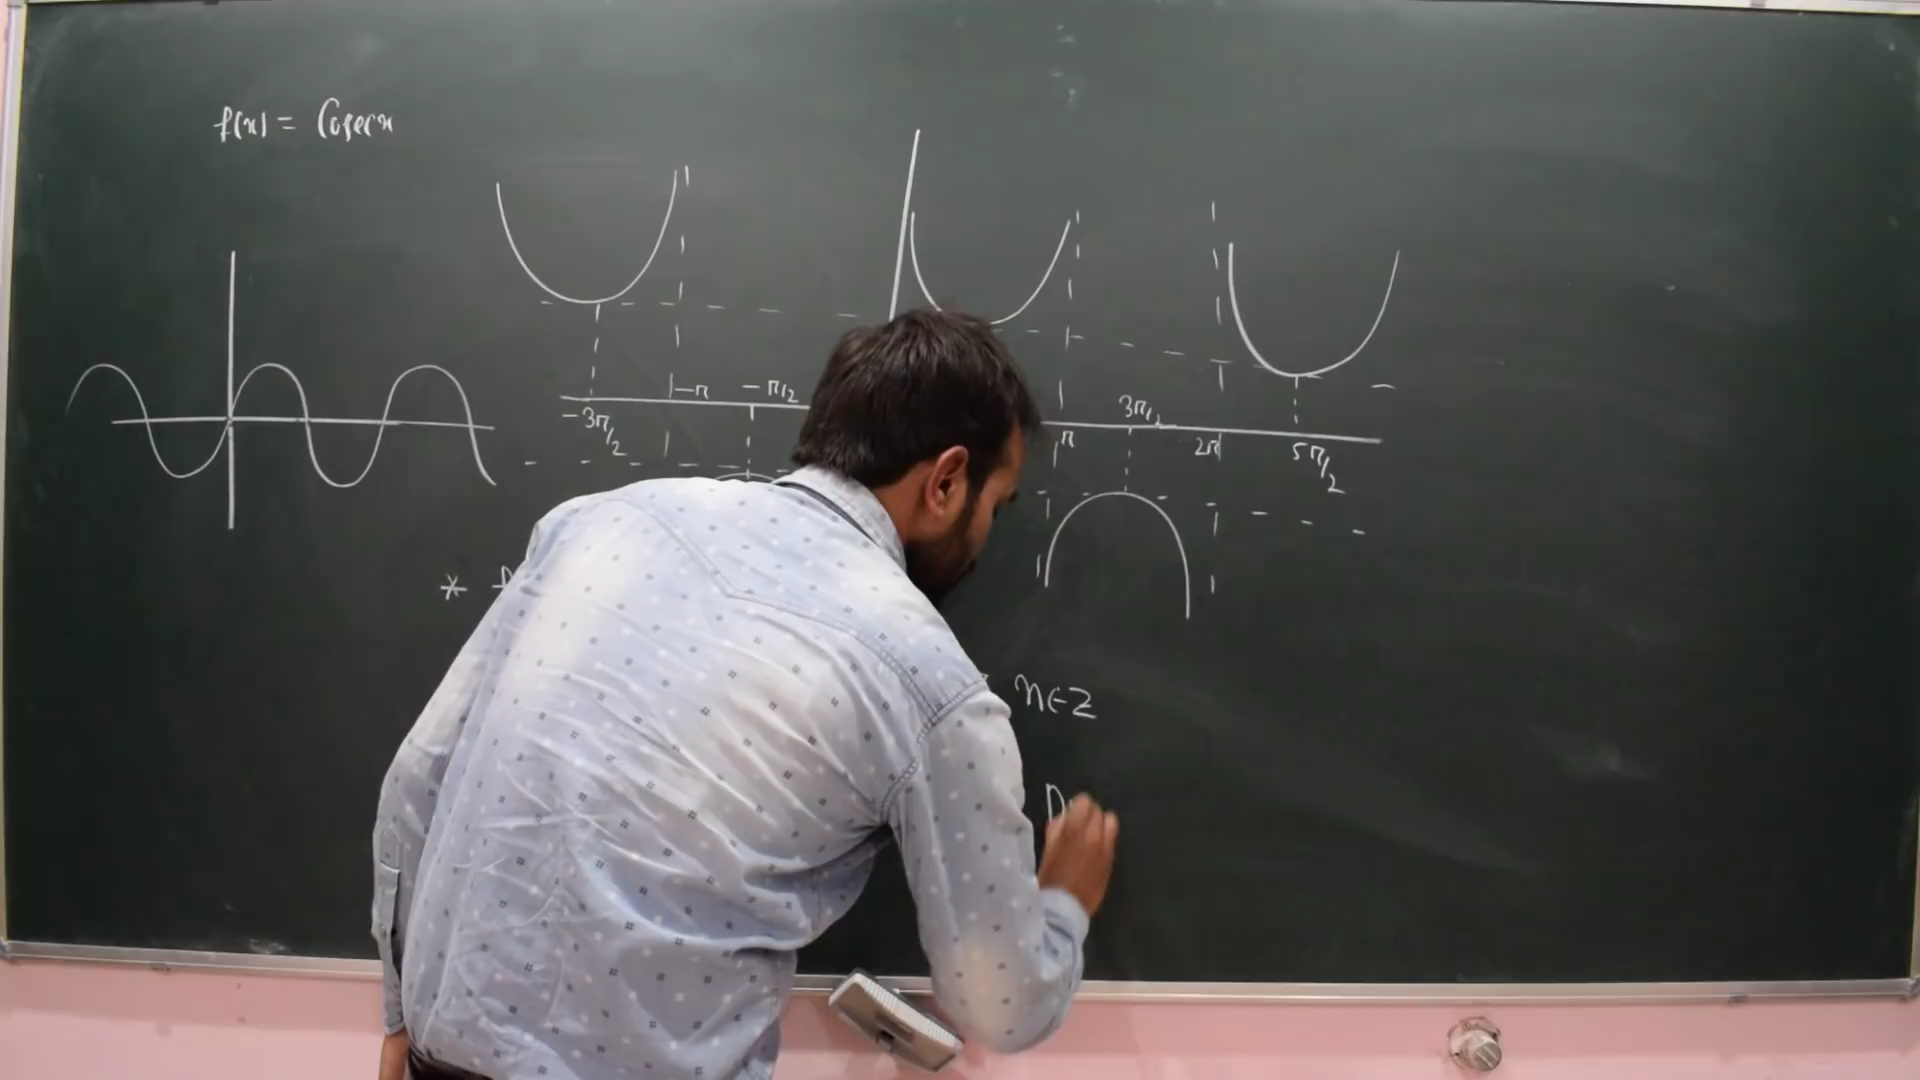 f(x) = Cosecx
-π -π/2 3π/2
-3π/2 π 2π 5π/2
*
n∈Z
D